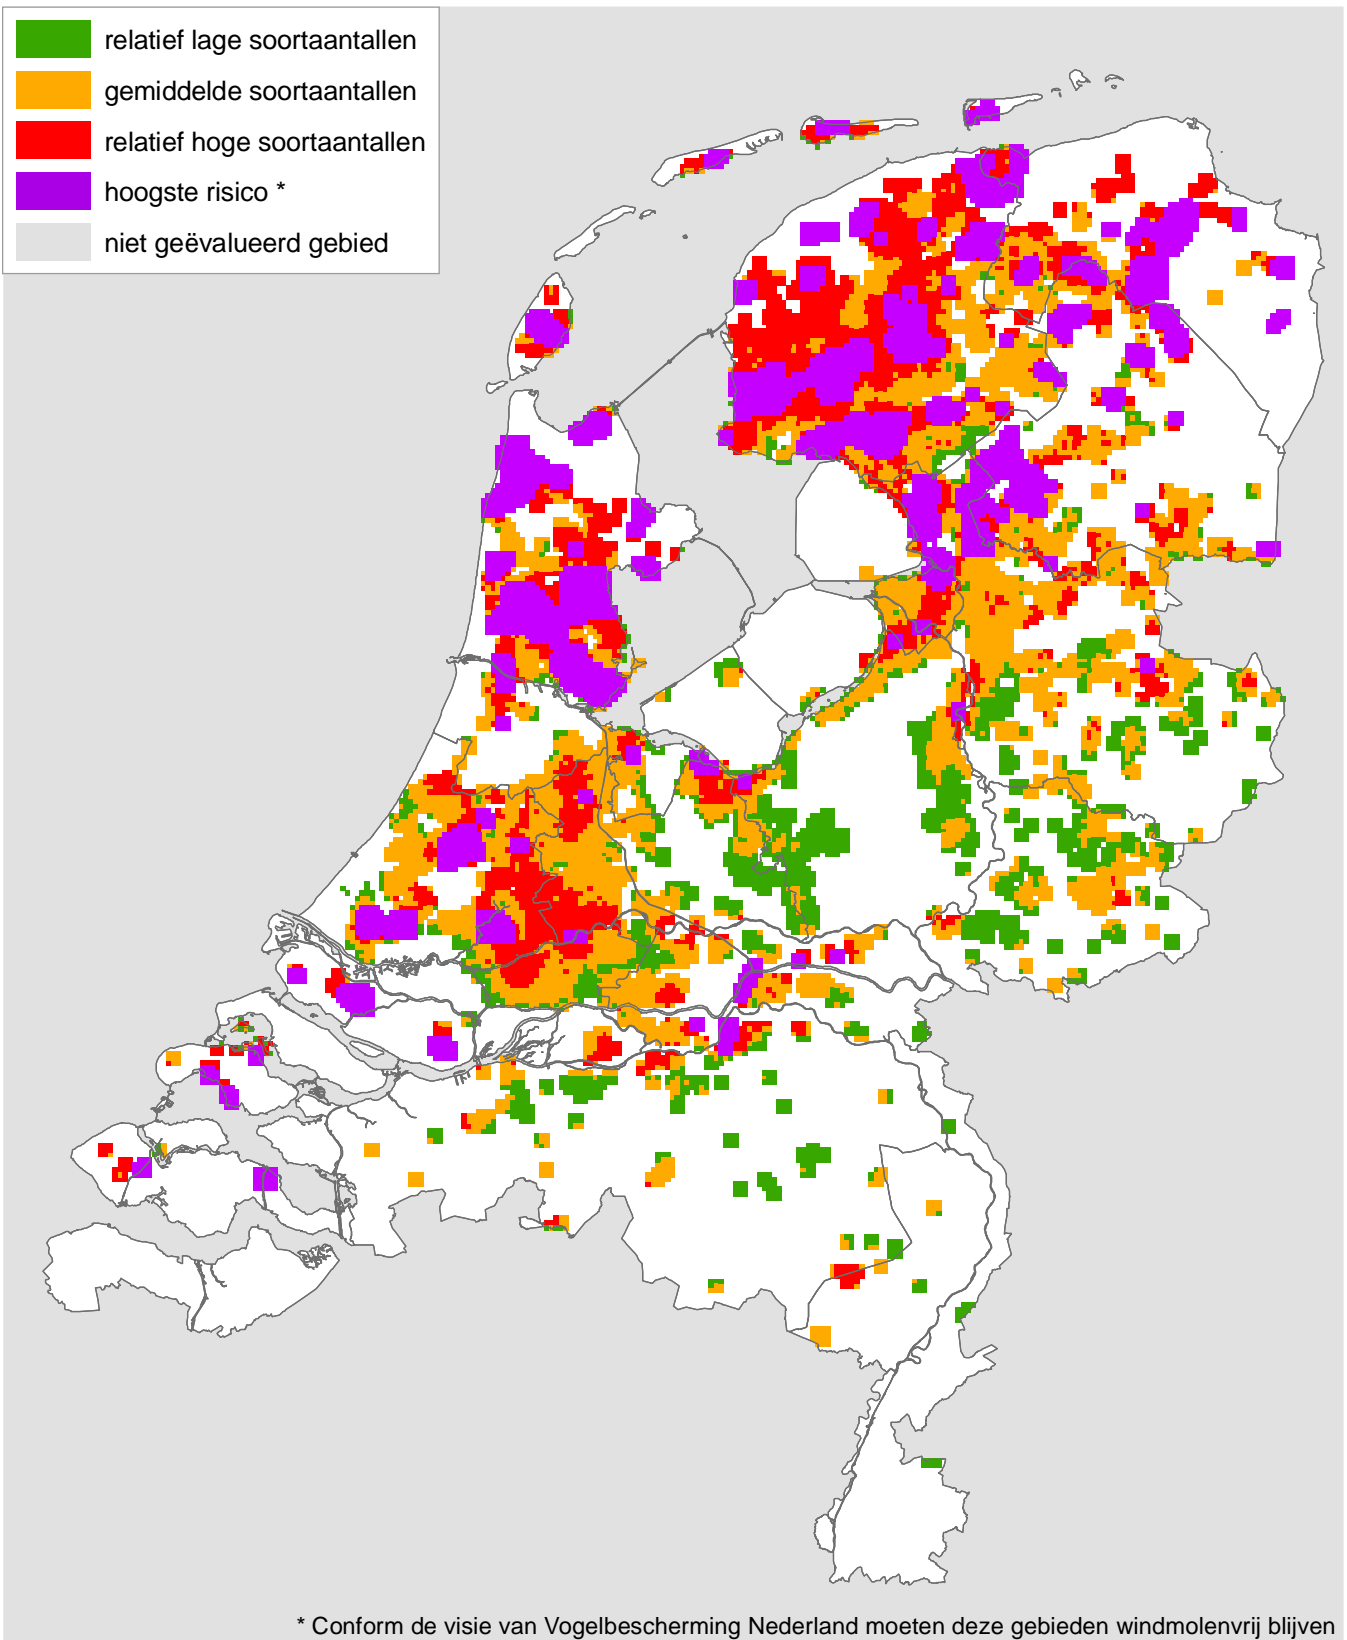 relatief lage soortaantallen
gemiddelde soortaantallen
relatief hoge soortaantallen
hoogste risico *
niet geëvalueerd gebied
* Conform de visie van Vogelbescherming Nederland moeten deze gebieden windmolenvrij blijven